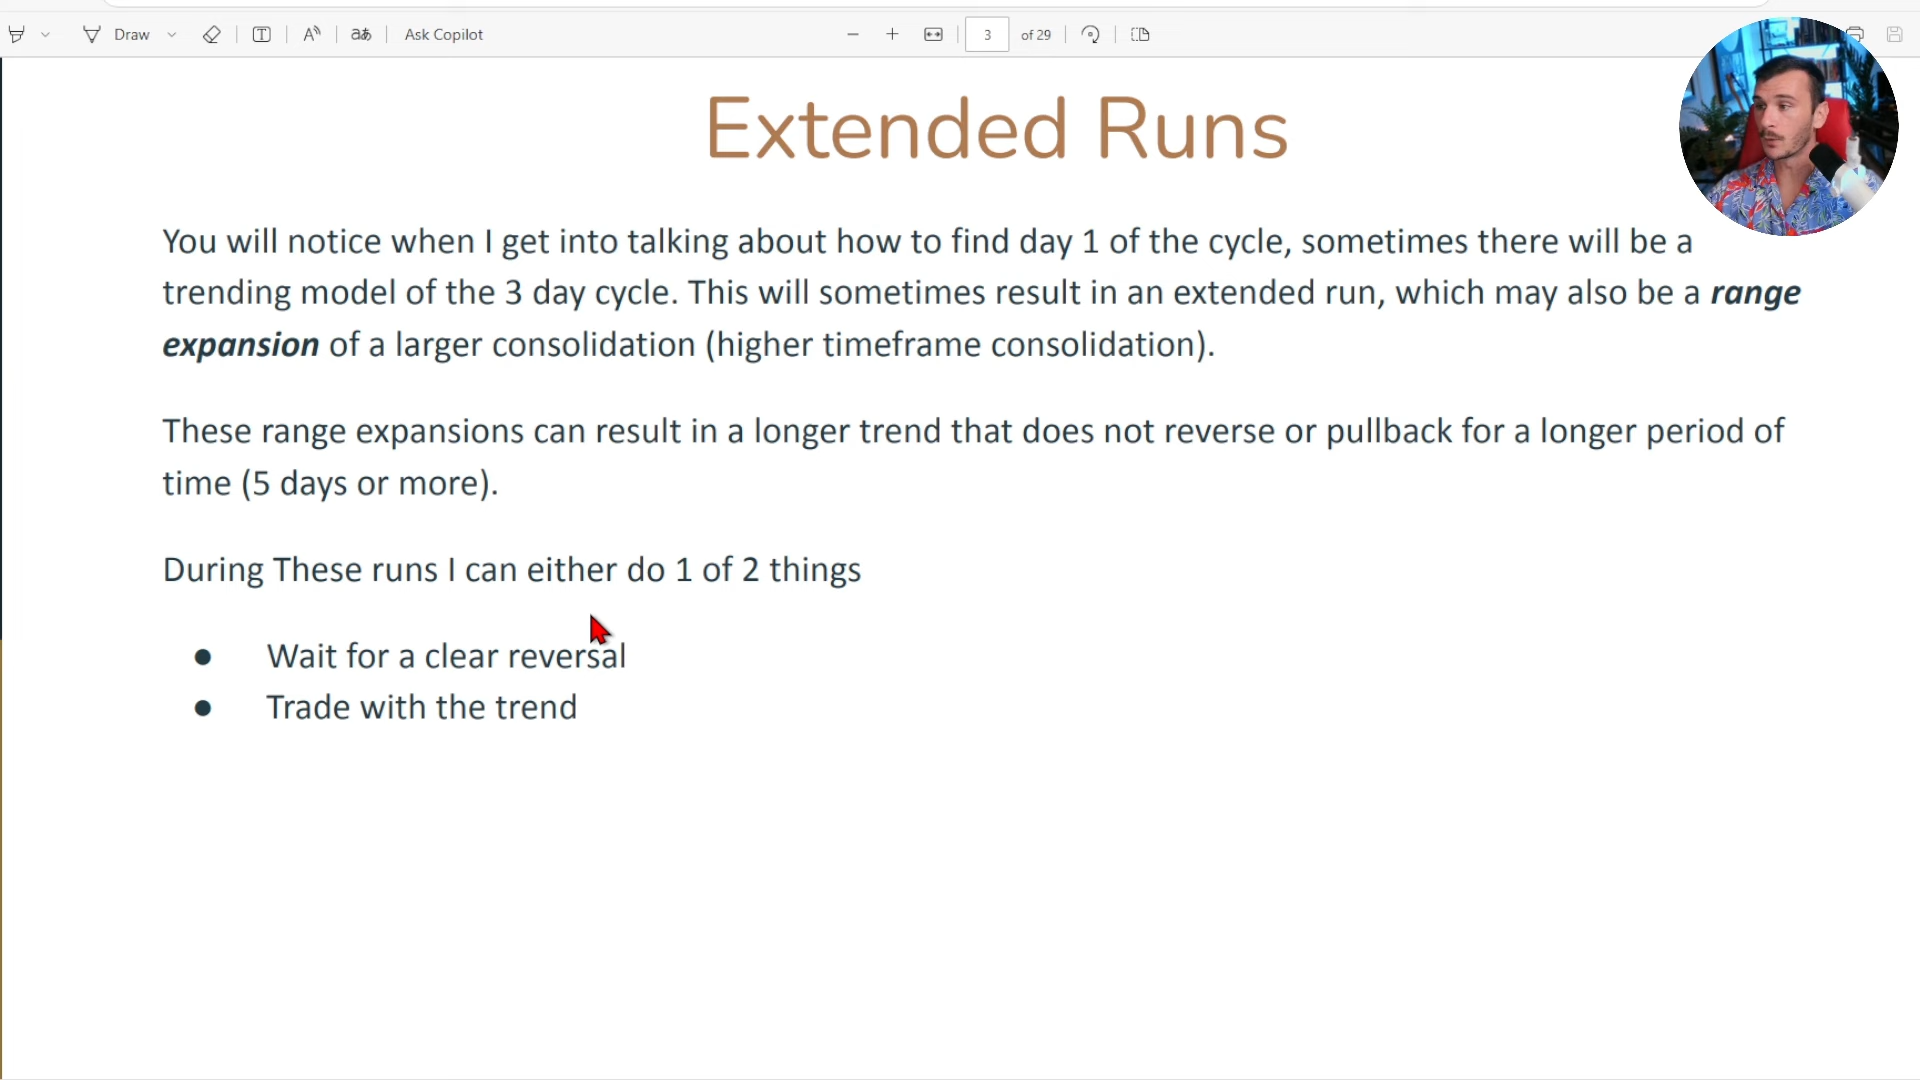 Draw
Ask Copilot
3 of 29
Extended Runs
You will notice when I get into talking about how to find day 1 of the cycle, sometimes there will be a
trending model of the 3 day cycle. This will sometimes result in an extended run, which may also be a range
expansion of a larger consolidation (higher timeframe consolidation).
These range expansions can result in a longer trend that does not reverse or pullback for a longer period of
time (5 days or more).
During These runs I can either do 1 of 2 things
● Wait for a clear reversal
● Trade with the trend